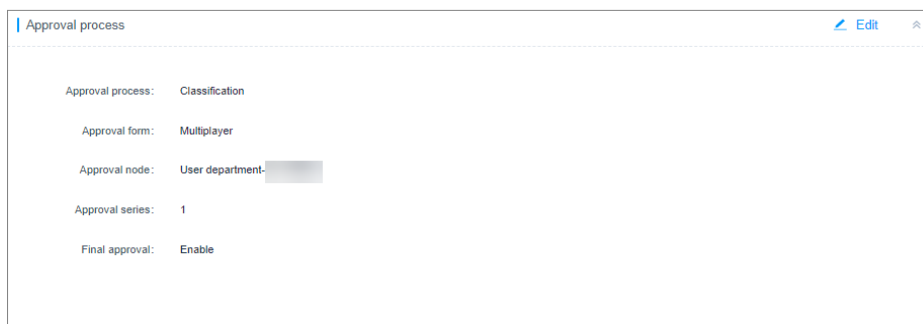 Approval process
Edit
Approval process: Classification
Approval form: Multiplayer
Approval node: User department-
Approval series: 1
Final approval: Enable